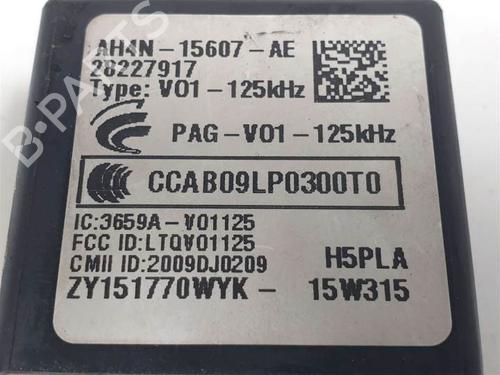 AH4N-15607-AE
28227917
Type: V01-125kHz
PAG-V01-125kHz
CCAB09LP0300T0
IC:3659A-V01125
FCC ID:LTQV01125
CMII ID:2009DJ0209
H5PLA
ZY151770WYK- 15W315
B-PARTS